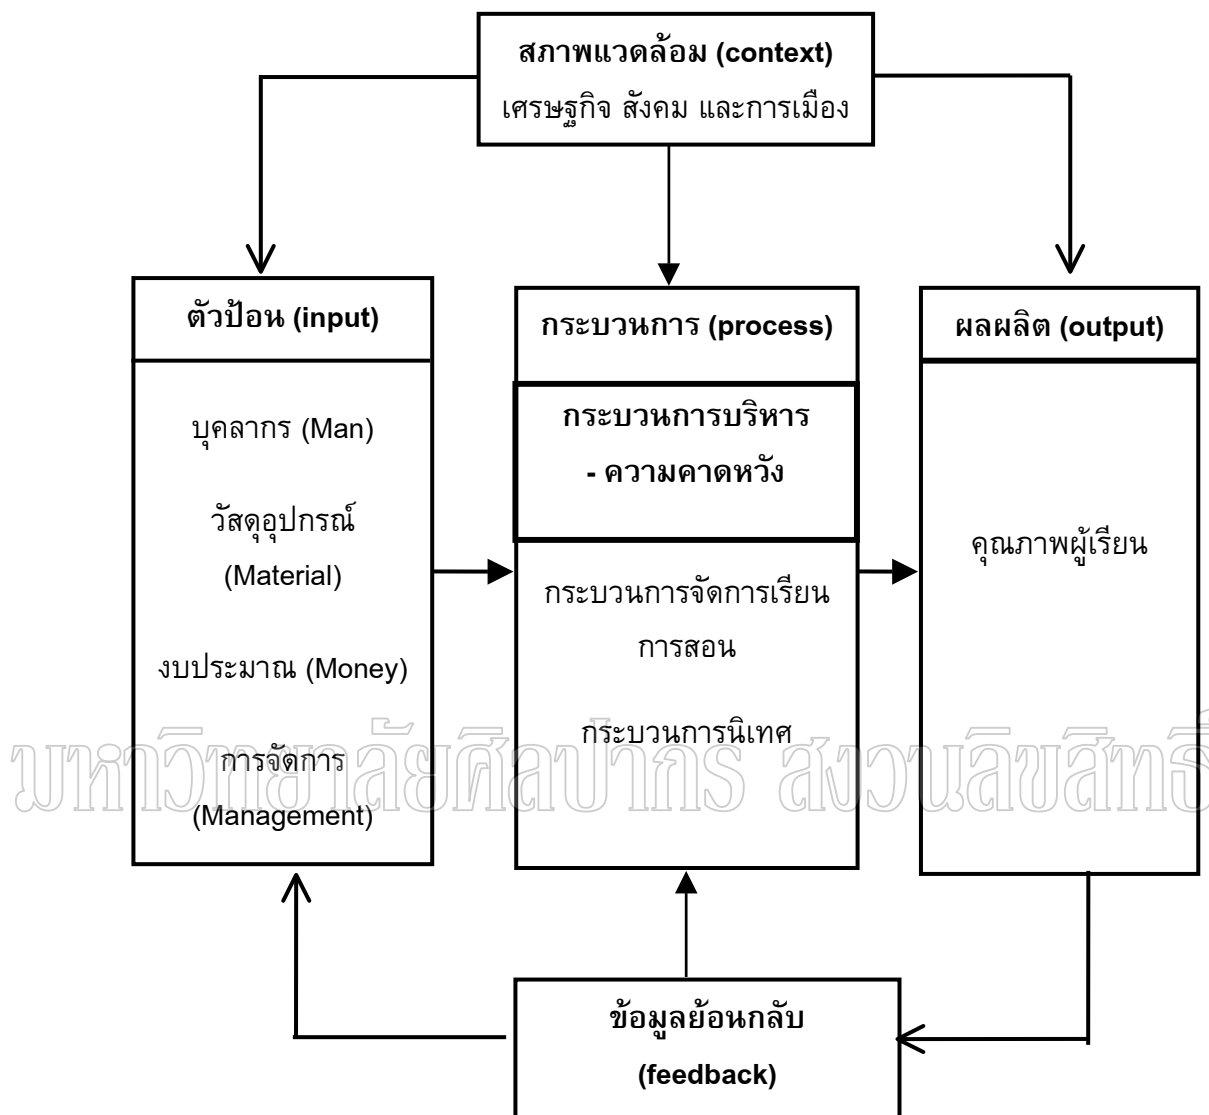 สภาพแวดล้อม (context)
เศรษฐกิจ สังคม และการเมือง
ตัวป้อน (input)
บุคลากร (Man)
วัสดุอุปกรณ์
(Material)
งบประมาณ (Money)
การจัดการ
(Management)
กระบวนการ (process)
กระบวนการบริหาร
- ความคาดหวัง
กระบวนการจัดการเรียน
การสอน
กระบวนการนิเทศ
ผลผลิต (output)
คุณภาพผู้เรียน
มหาวิทยาลัยศิลปากร สงวนลิขสิทธิ์
ข้อมูลย้อนกลับ
(feedback)